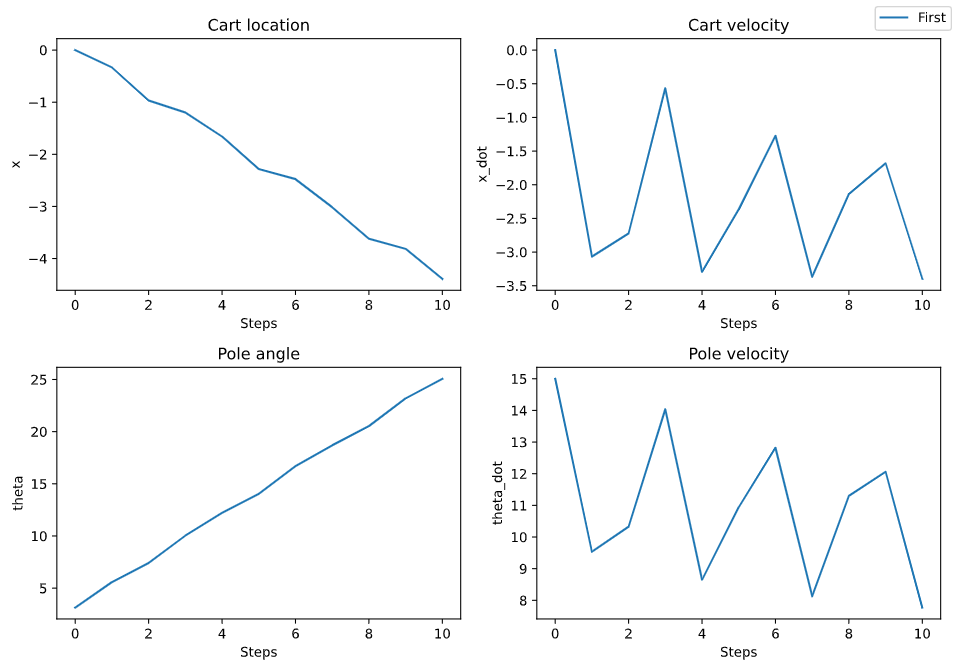 First
Cart location
0
−1
−2
−3
−4
x
0 2 4 6 8 10
Steps
Cart velocity
0.0
−0.5
−1.0
−1.5
−2.0
−2.5
−3.0
−3.5
x_dot
0 2 4 6 8 10
Steps
Pole angle
25
20
15
10
5
theta
0 2 4 6 8 10
Steps
Pole velocity
15
14
13
12
11
10
9
8
theta_dot
0 2 4 6 8 10
Steps